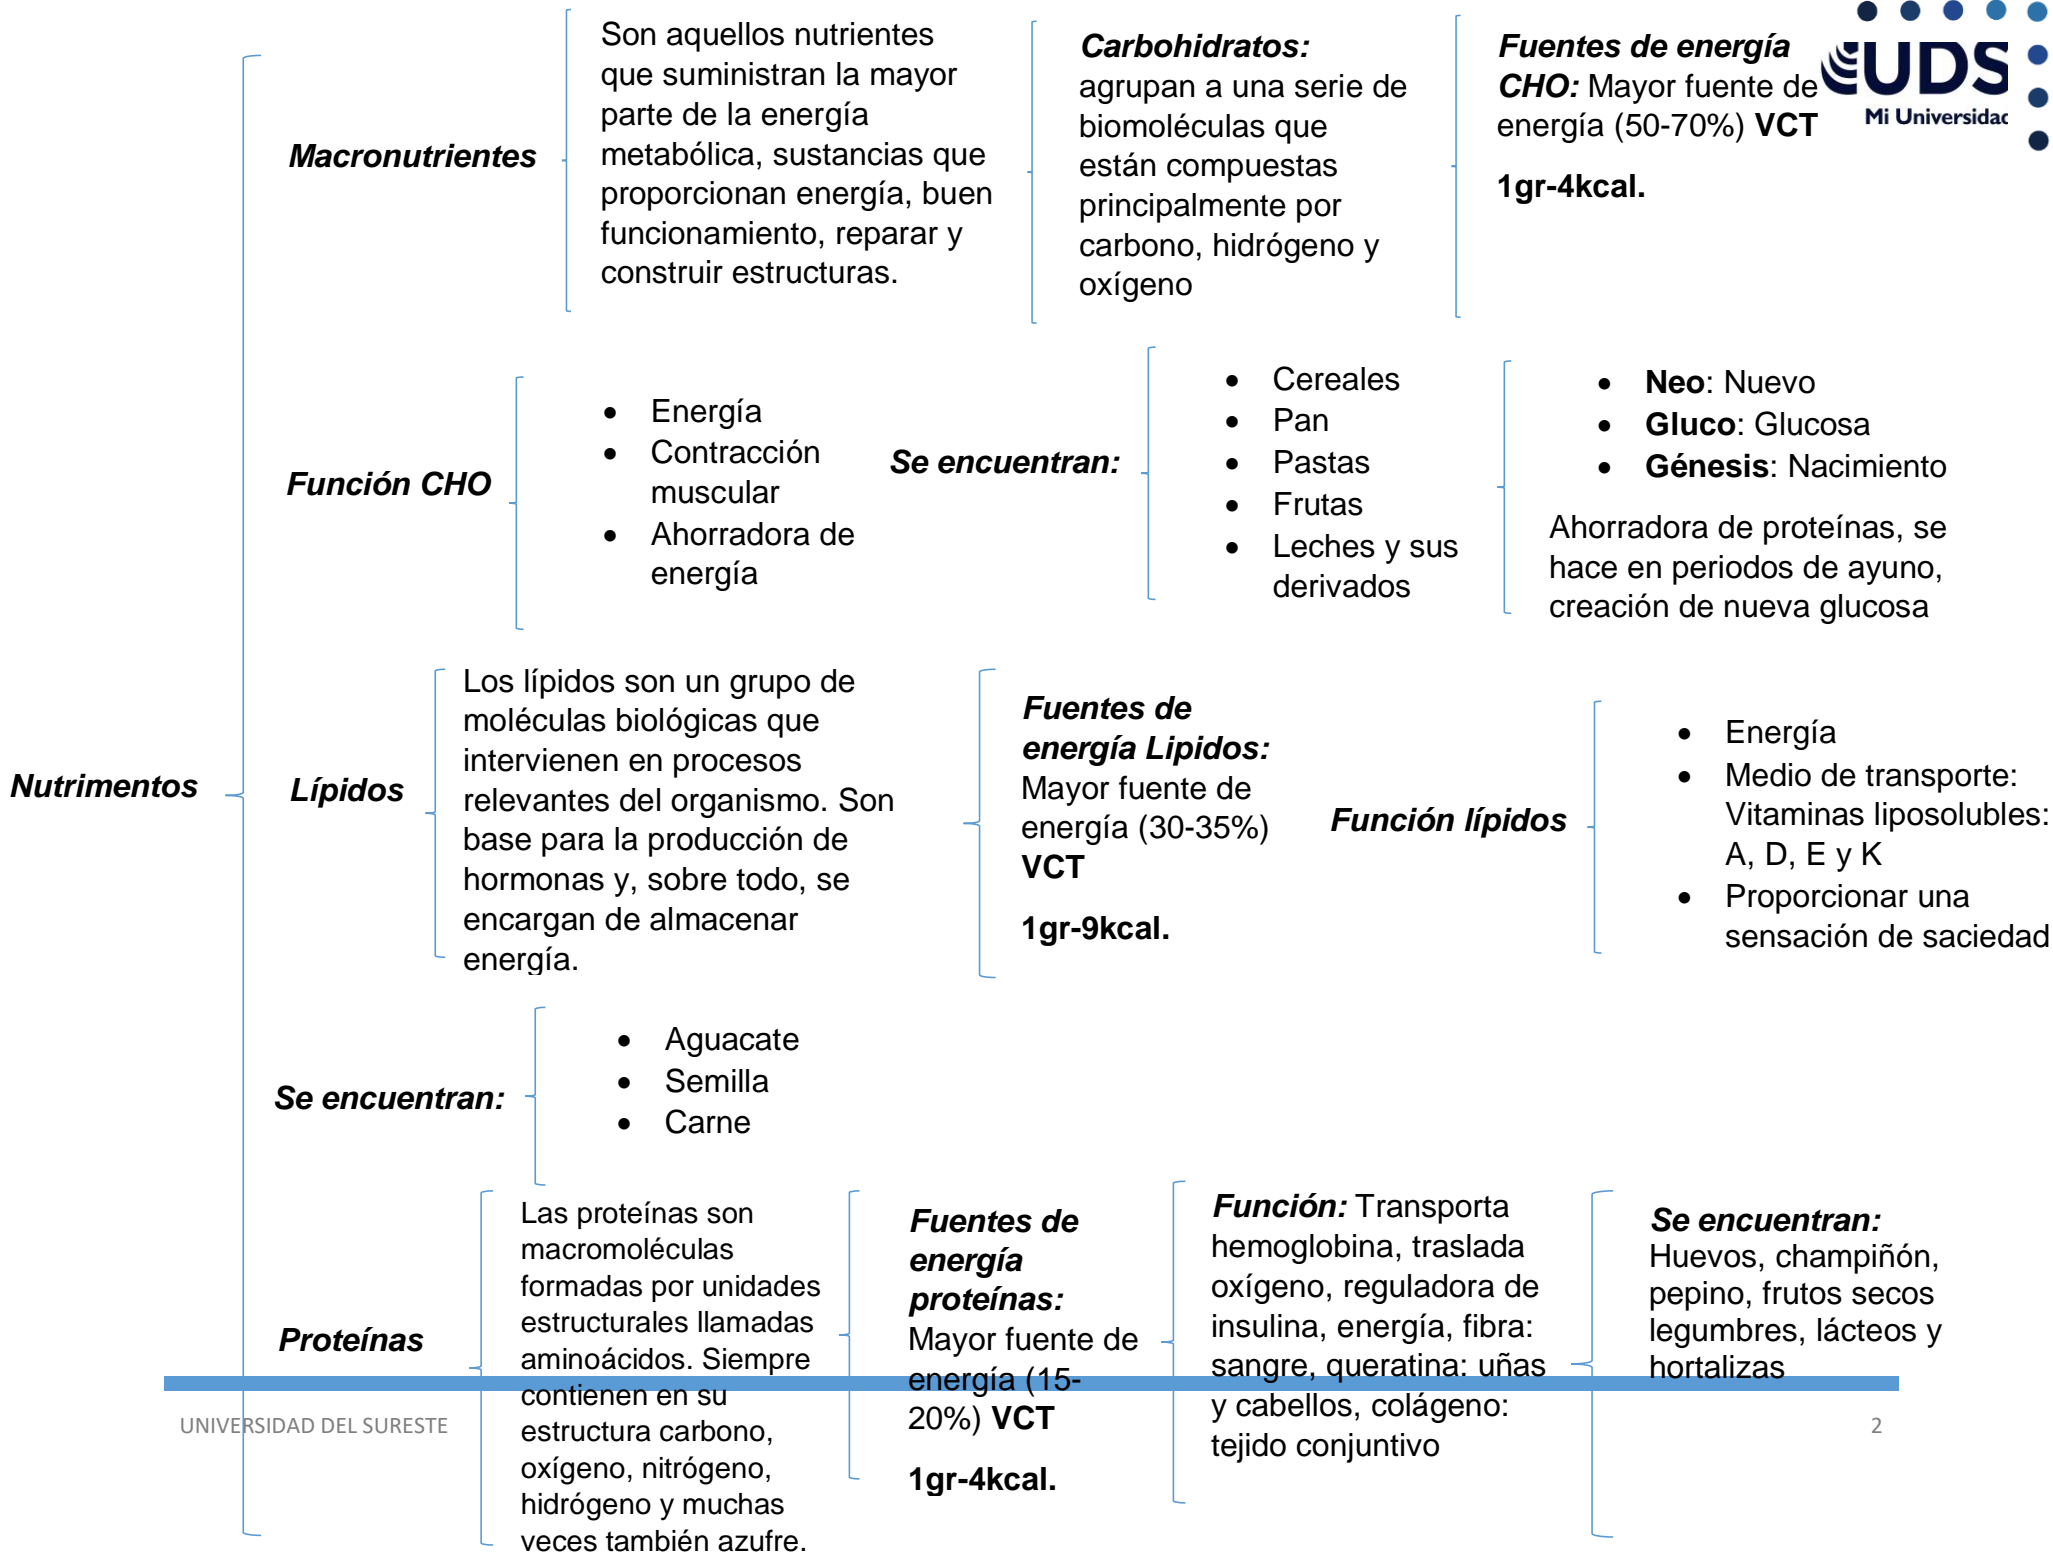 UDS
Mi Universidad
Nutrimentos
Macronutrientes
Son aquellos nutrientes
que suministran la mayor
parte de la energía
metabólica, sustancias que
proporcionan energía, buen
funcionamiento, reparar y
construir estructuras.
Carbohidratos:
agrupan a una serie de
biomoléculas que
están compuestas
principalmente por
carbono, hidrógeno y
oxígeno
Fuentes de energía
CHO: Mayor fuente de
energía (50-70%) VCT
1gr-4kcal.
Función CHO
• Energía
• Contracción
muscular
• Ahorradora de
energía
Se encuentran:
• Cereales
• Pan
• Pastas
• Frutas
• Leches y sus
derivados
• Neo: Nuevo
• Gluco: Glucosa
• Génesis: Nacimiento
Ahorradora de proteínas, se
hace en periodos de ayuno,
creación de nueva glucosa
Lípidos
Los lípidos son un grupo de
moléculas biológicas que
intervienen en procesos
relevantes del organismo. Son
base para la producción de
hormonas y, sobre todo, se
encargan de almacenar
energía.
Fuentes de
energía Lipidos:
Mayor fuente de
energía (30-35%)
VCT
1gr-9kcal.
Función lípidos
• Energía
• Medio de transporte:
Vitaminas liposolubles:
A, D, E y K
• Proporcionar una
sensación de saciedad
Se encuentran:
• Aguacate
• Semilla
• Carne
Proteínas
Las proteínas son
macromoléculas
formadas por unidades
estructurales llamadas
aminoácidos. Siempre
contienen en su
estructura carbono,
oxígeno, nitrógeno,
hidrógeno y muchas
veces también azufre.
Fuentes de
energía
proteínas:
Mayor fuente de
energía (15-
20%) VCT
1gr-4kcal.
Función: Transporta
hemoglobina, traslada
oxígeno, reguladora de
insulina, energía, fibra:
sangre, queratina: uñas
y cabellos, colágeno:
tejido conjuntivo
Se encuentran:
Huevos, champiñón,
pepino, frutos secos
legumbres, lácteos y
hortalizas
UNIVERSIDAD DEL SURESTE
2